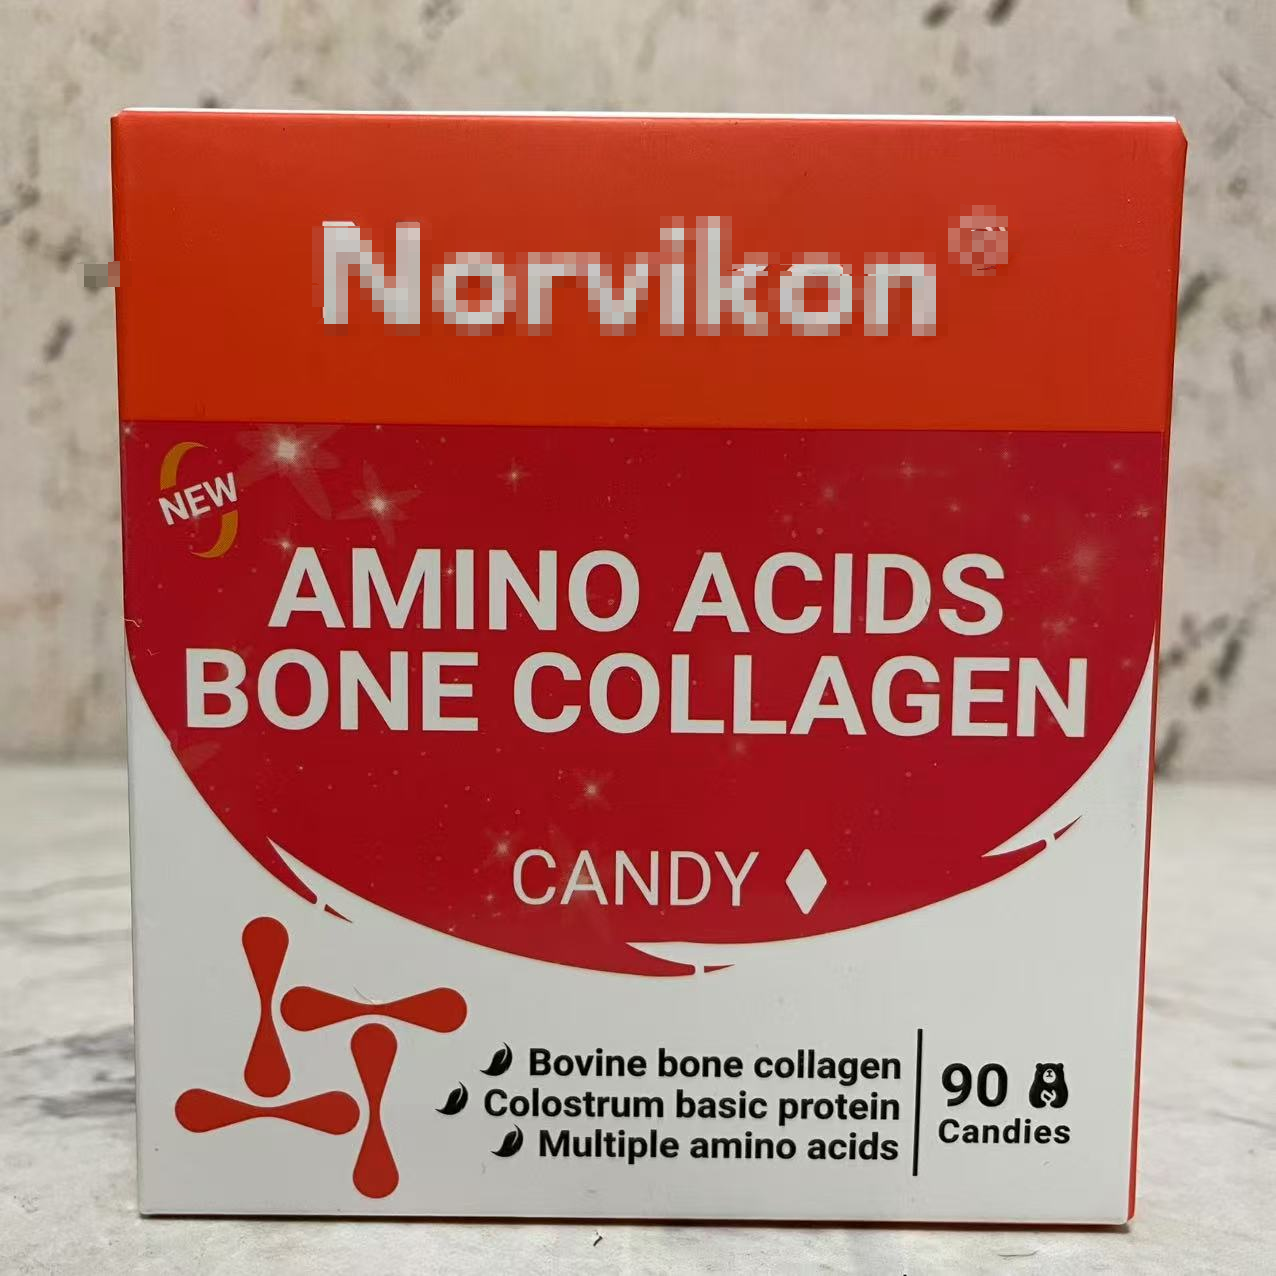 Norvikon®
NEW
AMINO ACIDS
BONE COLLAGEN
CANDY
Bovine bone collagen
Colostrum basic protein
Multiple amino acids
90
Candies